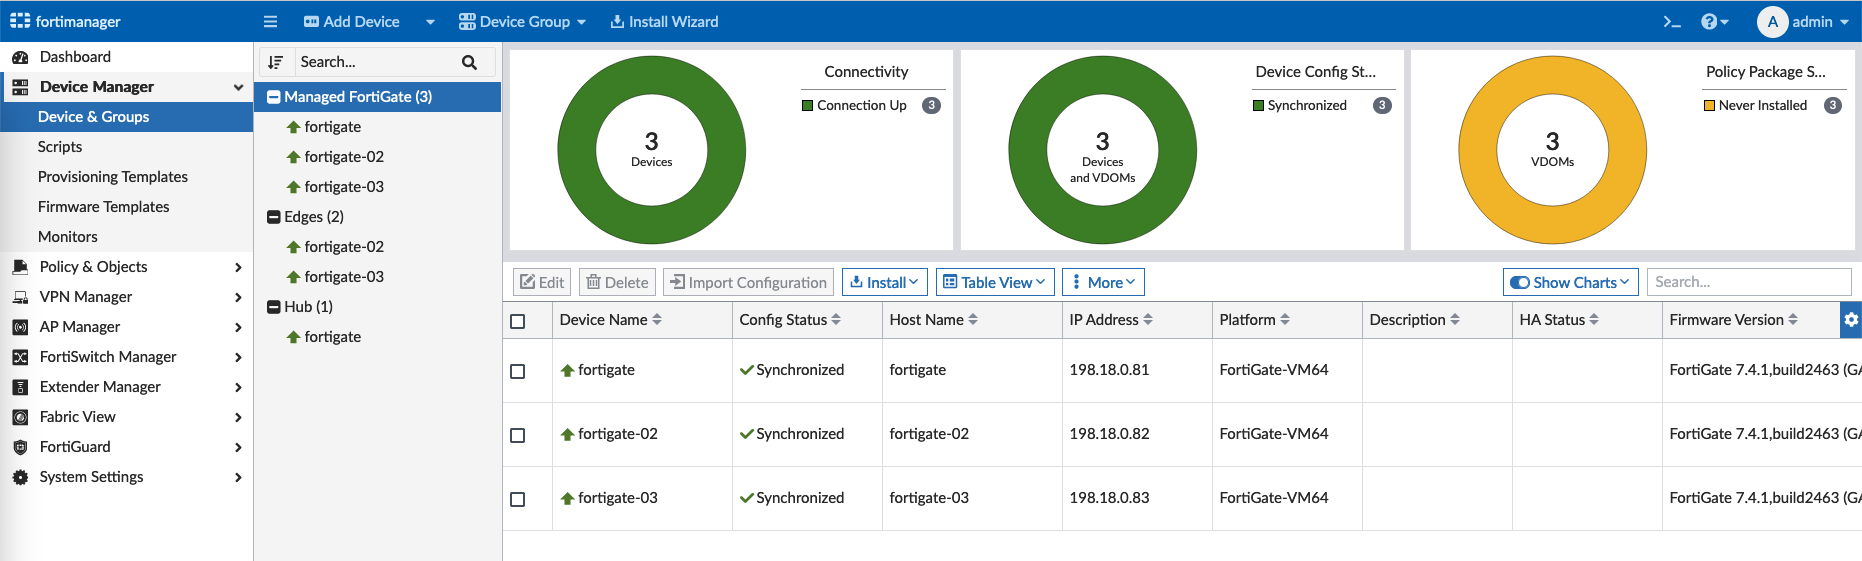 fortimanager
Add Device
Device Group
Install Wizard
A admin
Dashboard
Device Manager
Device & Groups
Scripts
Provisioning Templates
Firmware Templates
Monitors
Policy & Objects
VPN Manager
AP Manager
FortiSwitch Manager
Extender Manager
Fabric View
FortiGuard
System Settings
Search...
Managed FortiGate (3)
fortigate
fortigate-02
fortigate-03
Edges (2)
fortigate-02
fortigate-03
Hub (1)
fortigate
3
Devices
Connectivity
Connection Up 3
3
Devices
and VDOMs
Device Config St...
Synchronized 3
3
VDOMs
Policy Package S...
Never Installed 3
Edit
Delete
Import Configuration
Install
Table View
More
Show Charts
Search...
Device Name Config Status Host Name IP Address Platform Description HA Status Firmware Version
fortigate Synchronized fortigate 198.18.0.81 FortiGate-VM64 FortiGate 7.4.1,build2463 (GA
fortigate-02 Synchronized fortigate-02 198.18.0.82 FortiGate-VM64 FortiGate 7.4.1,build2463 (GA
fortigate-03 Synchronized fortigate-03 198.18.0.83 FortiGate-VM64 FortiGate 7.4.1,build2463 (GA